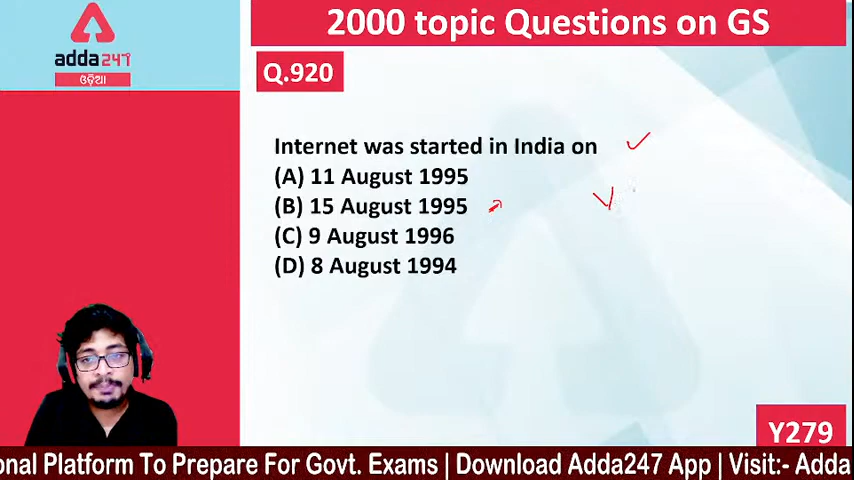 2000 topic Questions on GS
adda247
ଓଡ଼ିଆ
Q.920
Internet was started in India on
(A) 11 August 1995
(B) 15 August 1995
(C) 9 August 1996
(D) 8 August 1994
Y279
onal Platform To Prepare For Govt. Exams | Download Adda247 App | Visit:- Adda